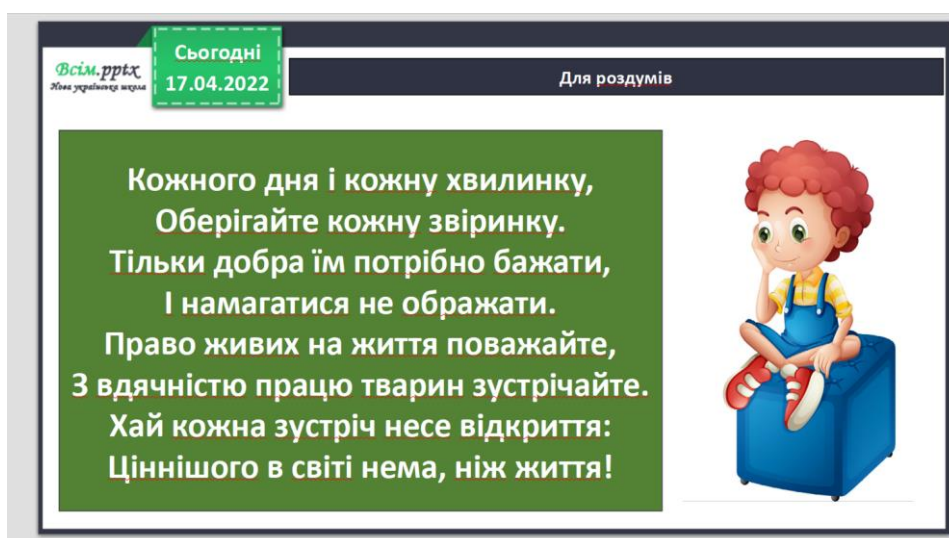 Всім.pptx
Нова українська школа
Сьогодні
17.04.2022
Для роздумів
Кожного дня і кожну хвилинку,
Оберігайте кожну звіринку.
Тільки добра їм потрібно бажати,
І намагатися не ображати.
Право живих на життя поважайте,
З вдячністю працю тварин зустрічайте.
Хай кожна зустріч несе відкриття:
Ціннішого в світі нема, ніж життя!